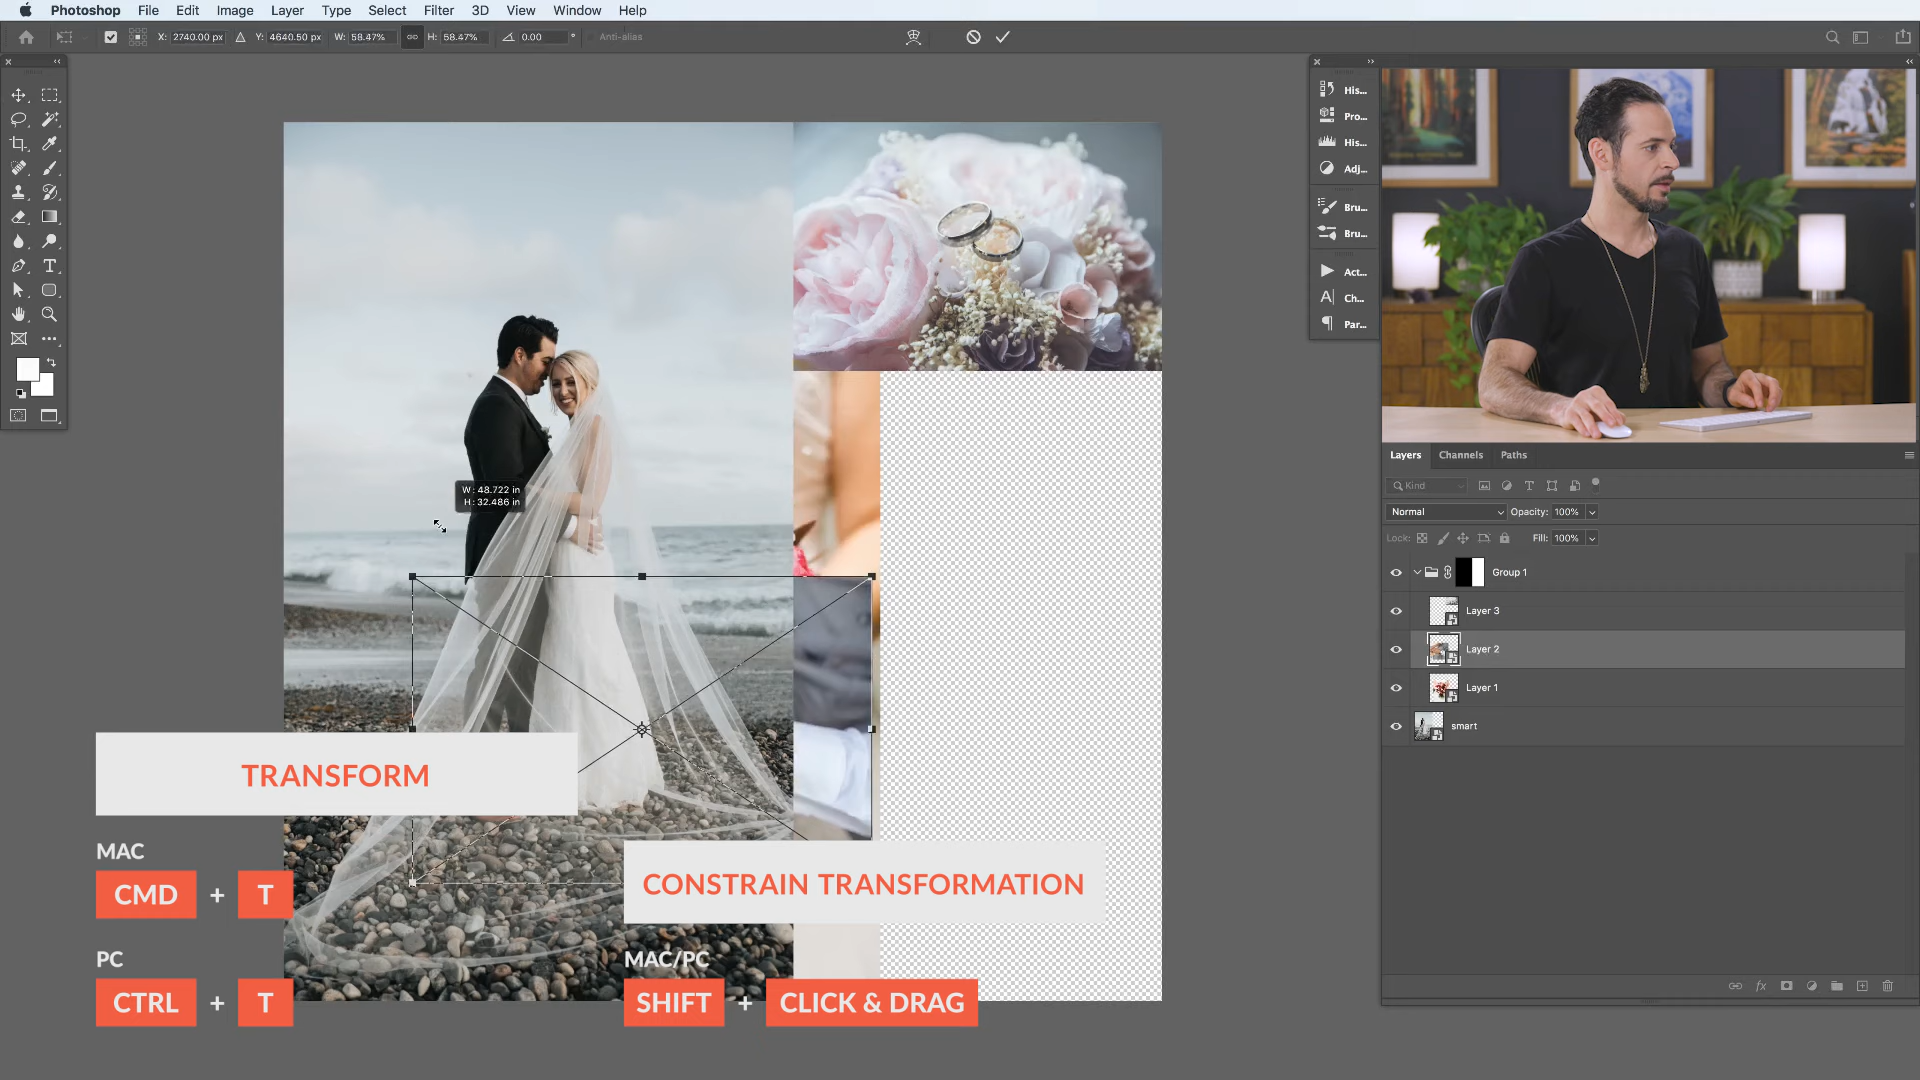 Photoshop File Edit Image Layer Type Select Filter 3D View Window Help
X: 2740.00 px Y: 4640.50 px W: 58.47% H: 58.47% 0.00 ° Anti-alias
His...
Pro...
His...
Adj...
Bru...
Bru...
Act...
Ch...
Par...
W: 48.722 in
H: 32.486 in
Layers Channels Paths
Kind
Normal Opacity: 100%
Lock: Fill: 100%
Group 1
Layer 3
Layer 2
Layer 1
smart
TRANSFORM
MAC
CMD + T
PC
CTRL + T
CONSTRAIN TRANSFORMATION
MAC/PC
SHIFT + CLICK & DRAG